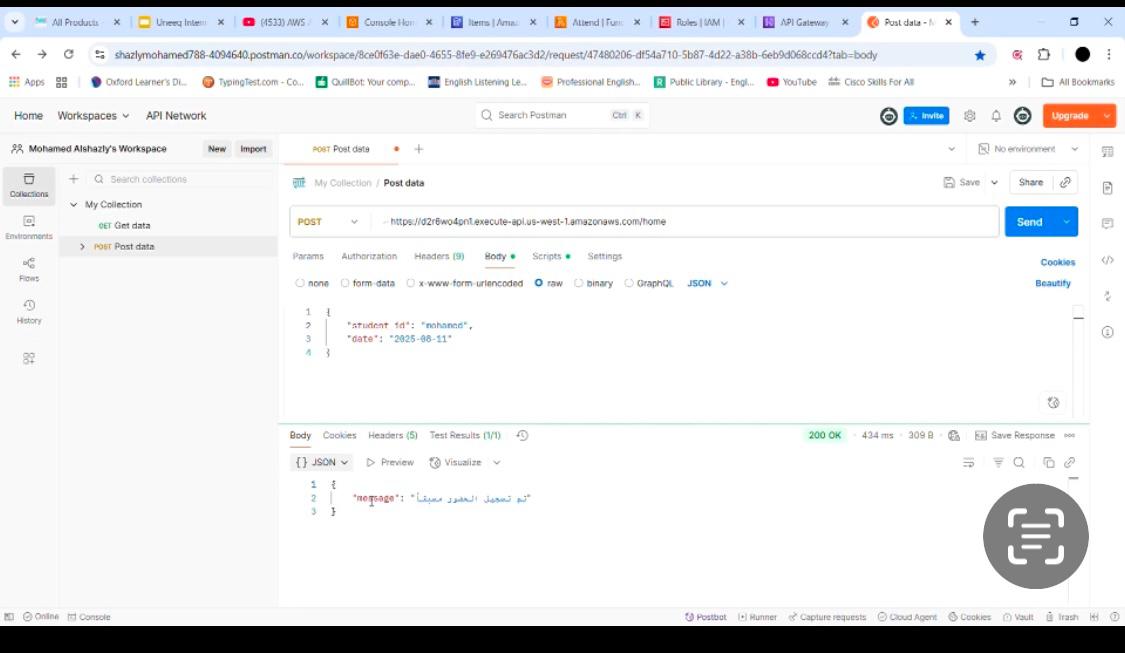 All Products
Uneeq Intern
(4533) AWS
Console Hom
Items | Amaz
Attend | Func
Roles | IAM |
API Gateway
Post data - M
shazlymohamed788-4094640.postman.co/workspace/8ce0f63e-dae0-4655-8fe9-e269476ac3d2/request/47480206-df54a710-5b87-4d22-a38b-6eb9d068ccd4?tab=body
Apps
Oxford Learner's Di...
TypingTest.com - Co...
QuillBot: Your comp...
English Listening Le...
Professional English...
Public Library - Engl...
YouTube
Cisco Skills For All
»
All Bookmarks
Home Workspaces API Network
Search Postman Ctrl K
Invite
Upgrade
Mohamed Alshazly's Workspace New Import
POST Post data
No environment
Collections
Environments
Flows
History
Search collections
My Collection
GET Get data
POST Post data
My Collection / Post data
Save Share
POST https://d2r6wo4pn1.execute-api.us-west-1.amazonaws.com/home Send
Params Authorization Headers (9) Body Scripts Settings Cookies
none form-data x-www-form-urlencoded raw binary GraphQL JSON Beautify
1 {
2 "student_id": "mohamed",
3 "date": "2025-08-11"
4 }
Body Cookies Headers (5) Test Results (1/1)
200 OK 434 ms 309 B Save Response
{} JSON Preview Visualize
1 {
2 "message": "تم تسجيل الحضور مسبقاً"
3 }
Online Console Postbot Runner Capture requests Cloud Agent Cookies Vault Trash